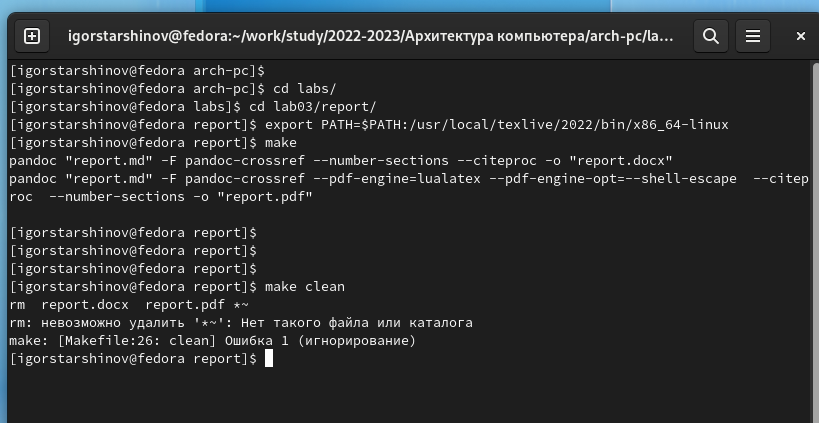 igorstarshinov@fedora:~/work/study/2022-2023/Архитектура компьютера/arch-pc/la...
[igorstarshinov@fedora arch-pc]$
[igorstarshinov@fedora arch-pc]$ cd labs/
[igorstarshinov@fedora labs]$ cd lab03/report/
[igorstarshinov@fedora report]$ export PATH=$PATH:/usr/local/texlive/2022/bin/x86_64-linux
[igorstarshinov@fedora report]$ make
pandoc "report.md" -F pandoc-crossref --number-sections --citeproc -o "report.docx"
pandoc "report.md" -F pandoc-crossref --pdf-engine=lualatex --pdf-engine-opt=--shell-escape  --citep
roc  --number-sections -o "report.pdf"
[igorstarshinov@fedora report]$
[igorstarshinov@fedora report]$
[igorstarshinov@fedora report]$
[igorstarshinov@fedora report]$ make clean
rm  report.docx  report.pdf *~
rm: невозможно удалить '*~': Нет такого файла или каталога
make: [Makefile:26: clean] Ошибка 1 (игнорирование)
[igorstarshinov@fedora report]$